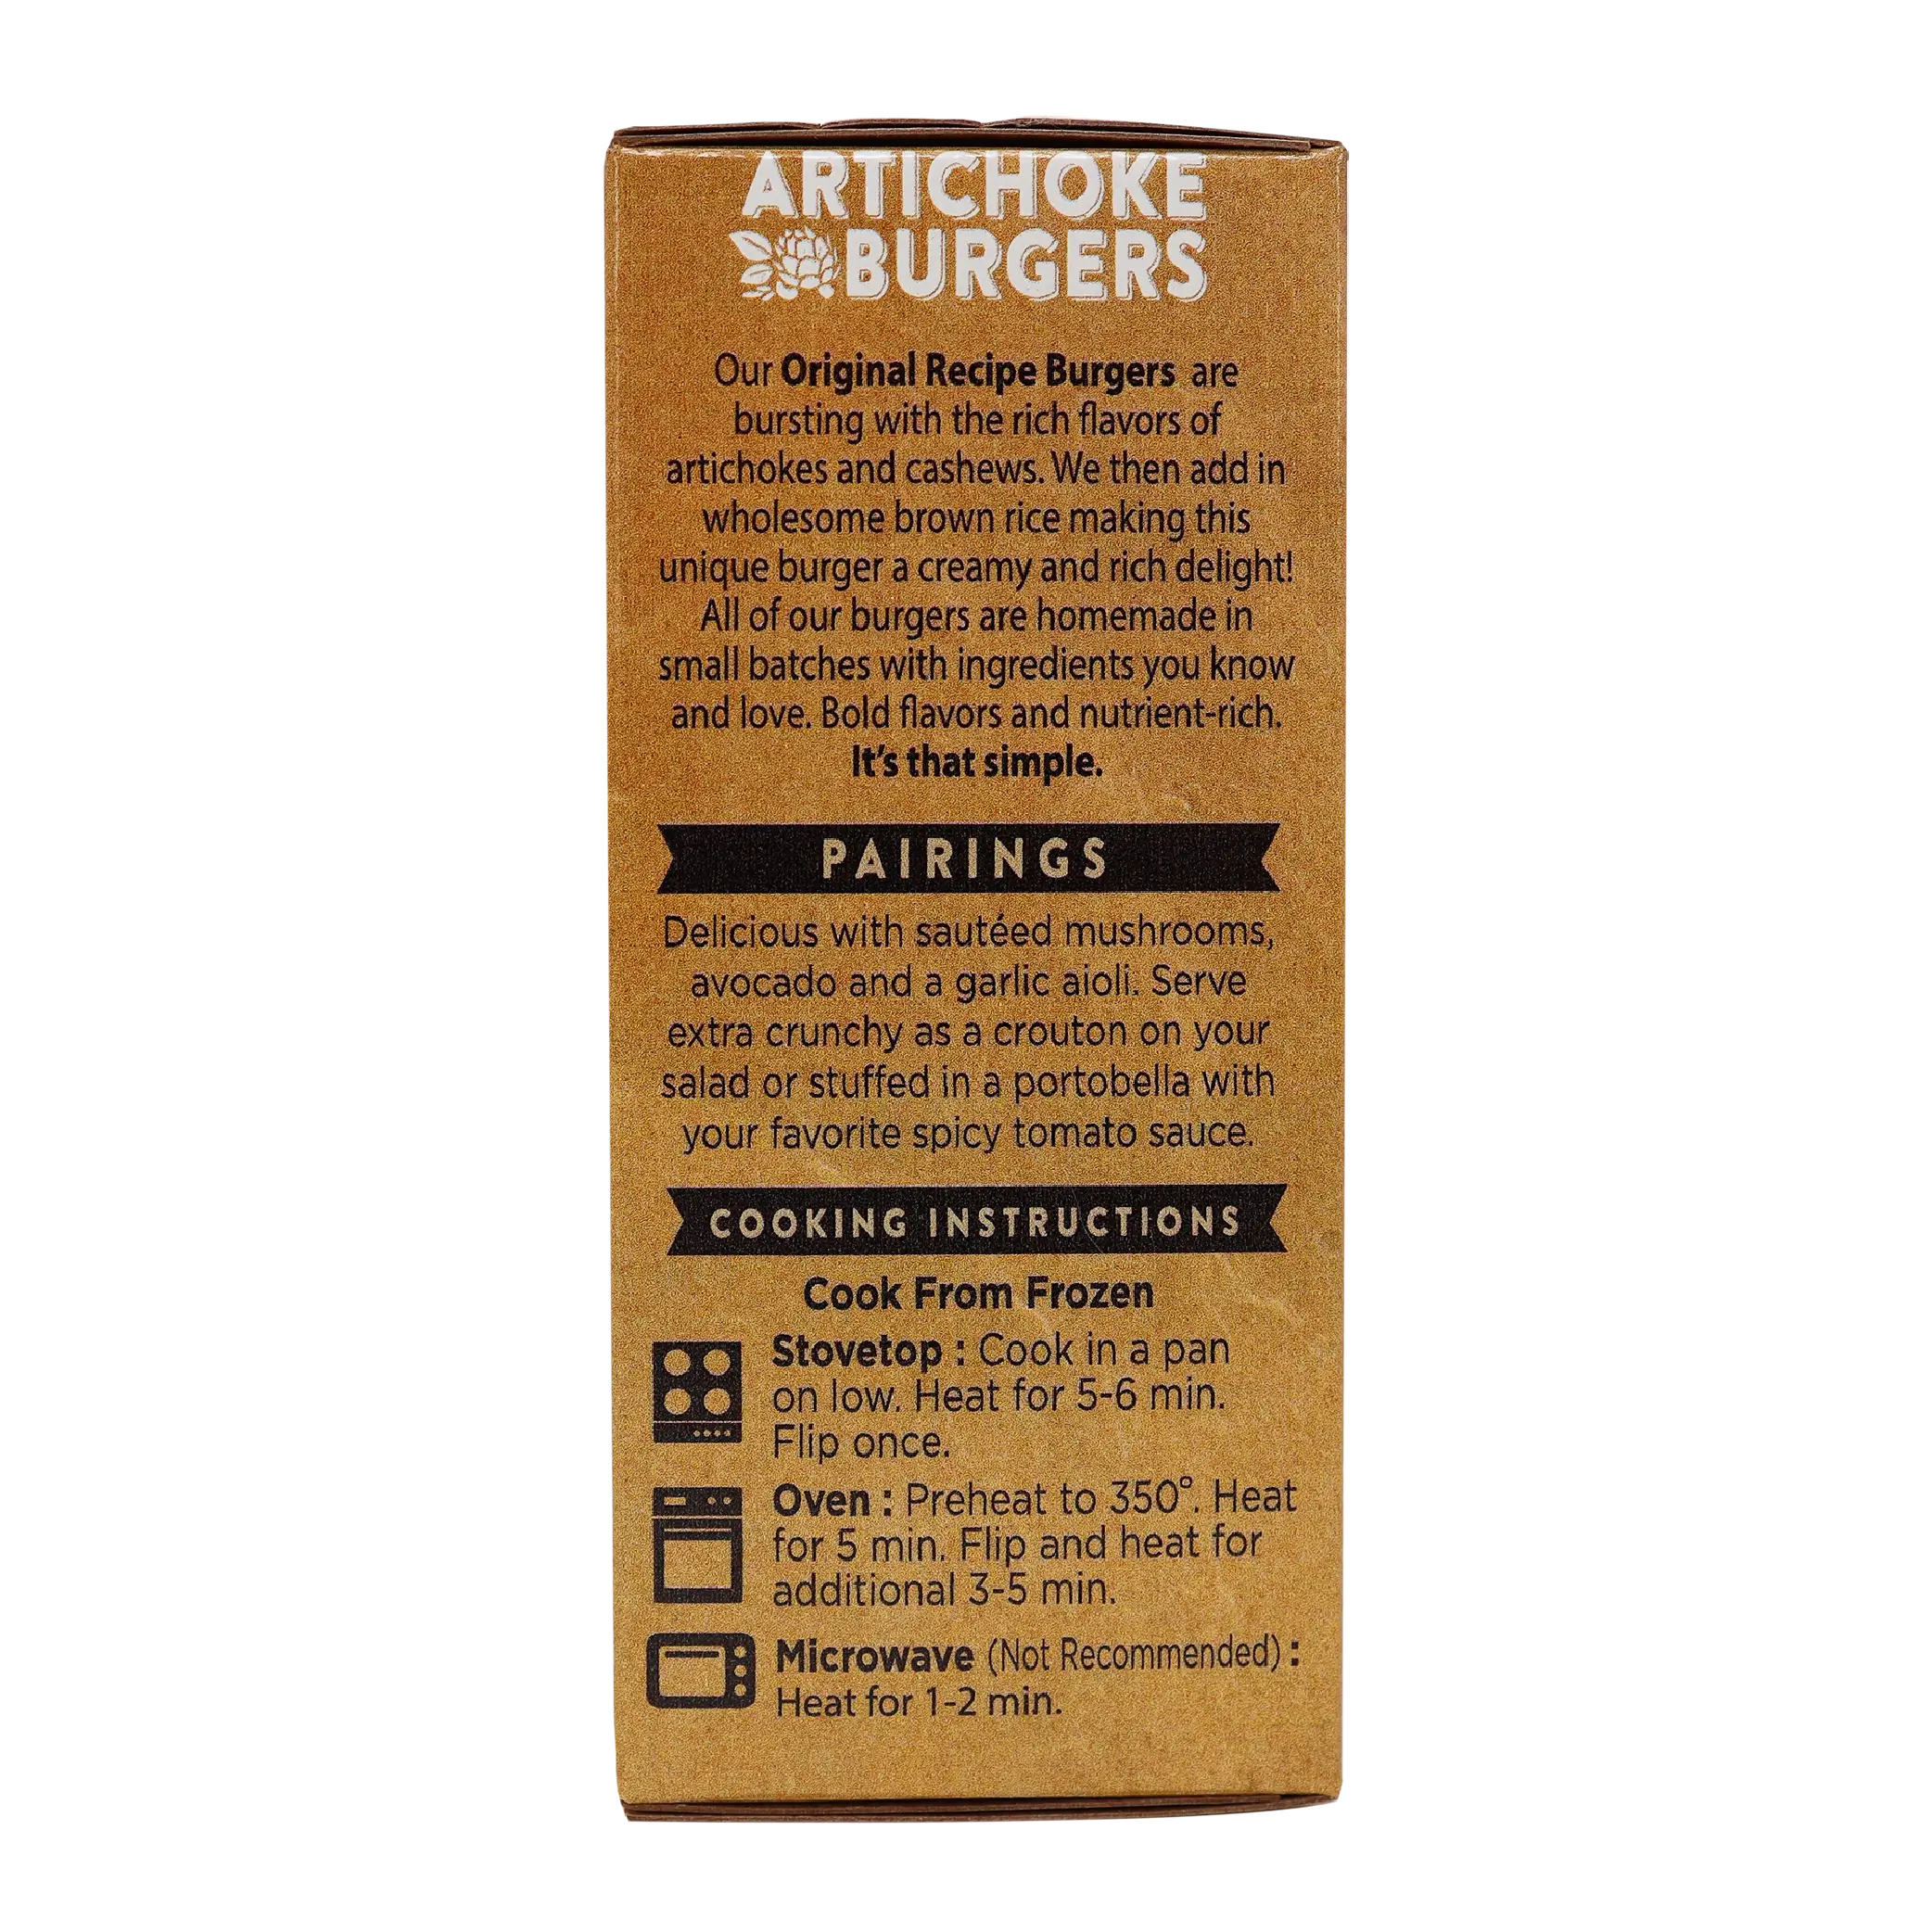 ARTICHOKE
BURGERS
Our Original Recipe Burgers are
bursting with the rich flavors of
artichokes and cashews. We then add in
wholesome brown rice making this
unique burger a creamy and rich delight!
All of our burgers are homemade in
small batches with ingredients you know
and love. Bold flavors and nutrient-rich.
It's that simple.
PAIRINGS
Delicious with sautéed mushrooms,
avocado and a garlic aioli. Serve
extra crunchy as a crouton on your
salad or stuffed in a portobella with
your favorite spicy tomato sauce.
COOKING INSTRUCTIONS
Cook From Frozen
Stovetop : Cook in a pan
on low. Heat for 5-6 min.
Flip once.
Oven : Preheat to 350°. Heat
for 5 min. Flip and heat for
additional 3-5 min.
Microwave (Not Recommended) :
Heat for 1-2 min.